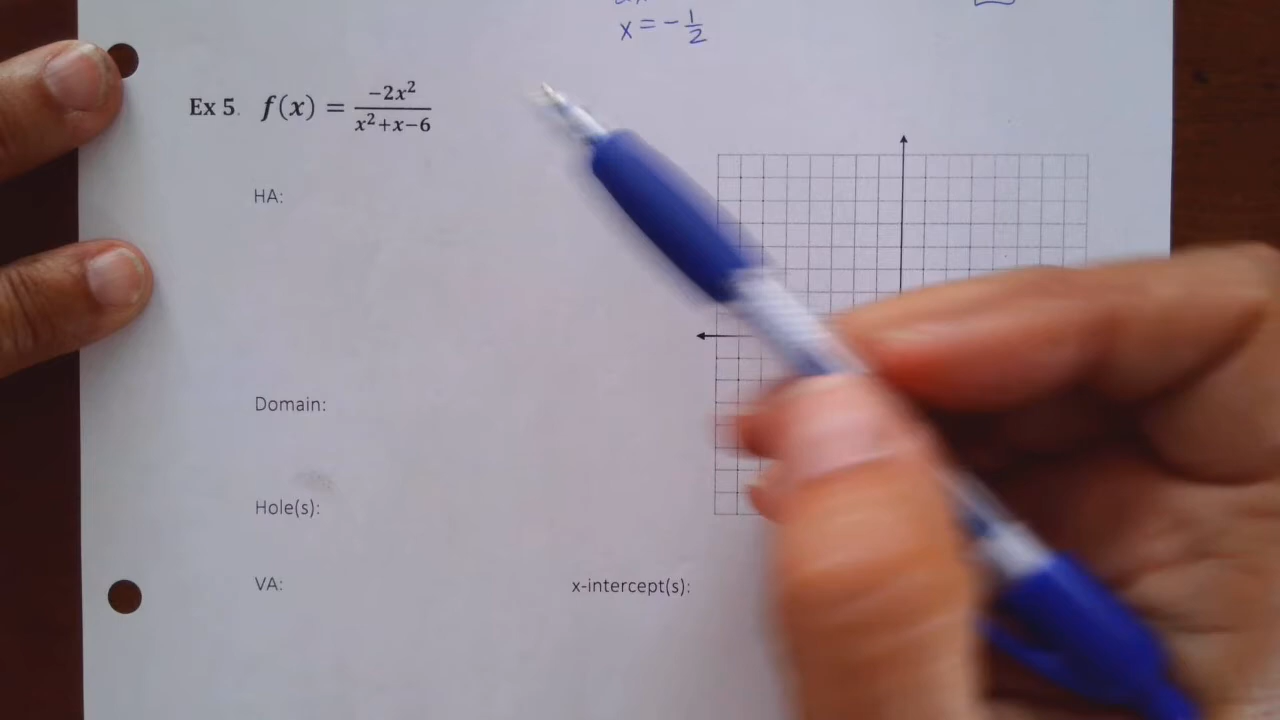 x = -1/2
Ex 5. f(x) = -2x²/x²+x-6
HA:
Domain:
Hole(s):
VA:
x-intercept(s):